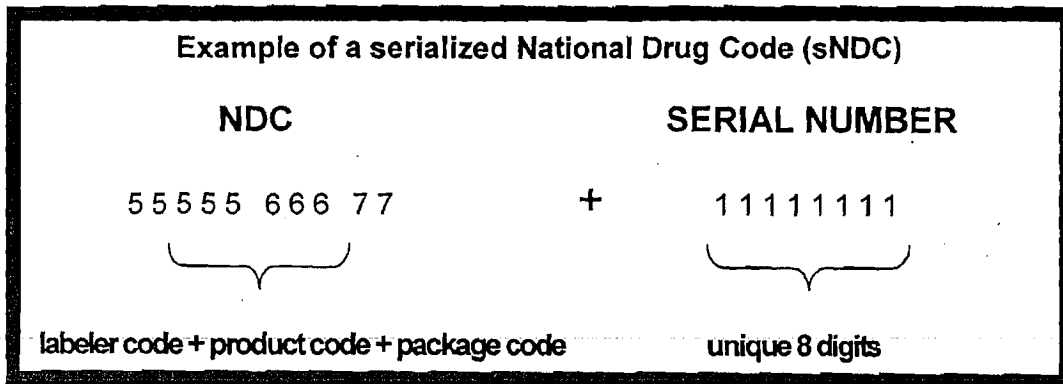 Example of a serialized National Drug Code (sNDC)
NDC SERIAL NUMBER
55555 666 77 + 11111111
labeler code + product code + package code unique 8 digits